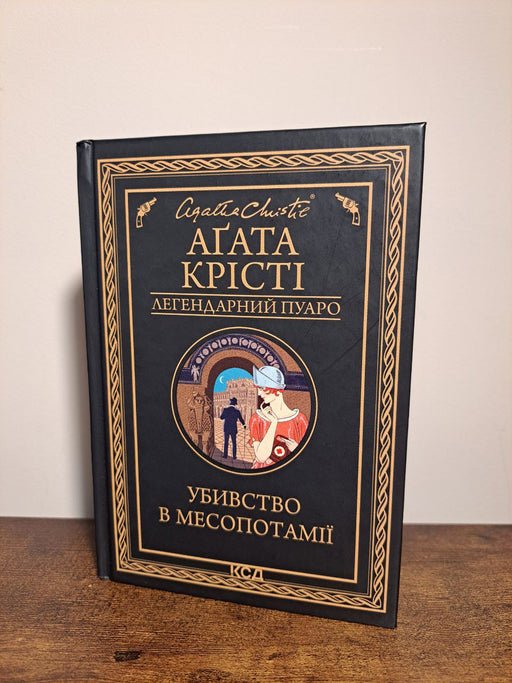 Agatha Christie®
АҐАТА
КРІСТІ
ЛЕГЕНДАРНИЙ ПУАРО
УБИВСТВО
В МЕСОПОТАМІЇ
КСД